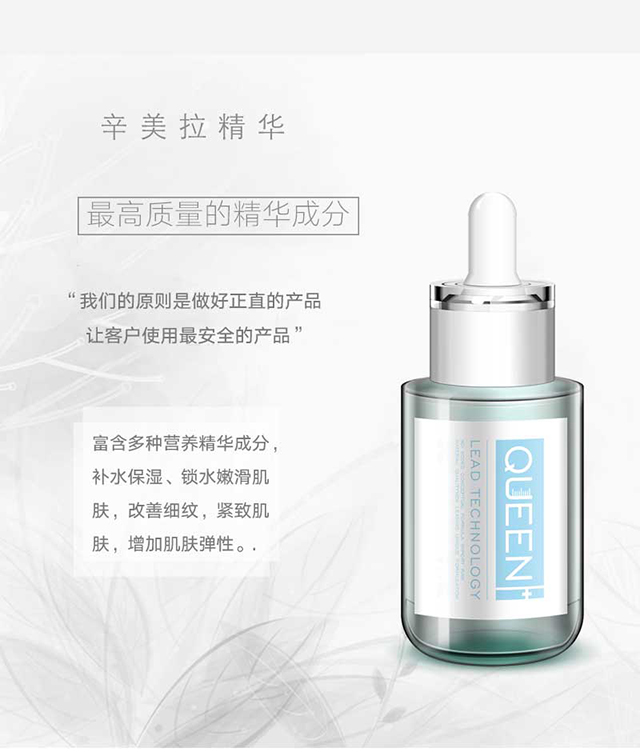 辛美拉精华
最高质量的精华成分
“我们的原则是做好正直的产品
让客户使用最安全的产品”
富含多种营养精华成分，
补水保湿、锁水嫩滑肌
肤，改善细纹，紧致肌
肤，增加肌肤弹性。.
QUEEN+
LEAD TECHNOLOGY